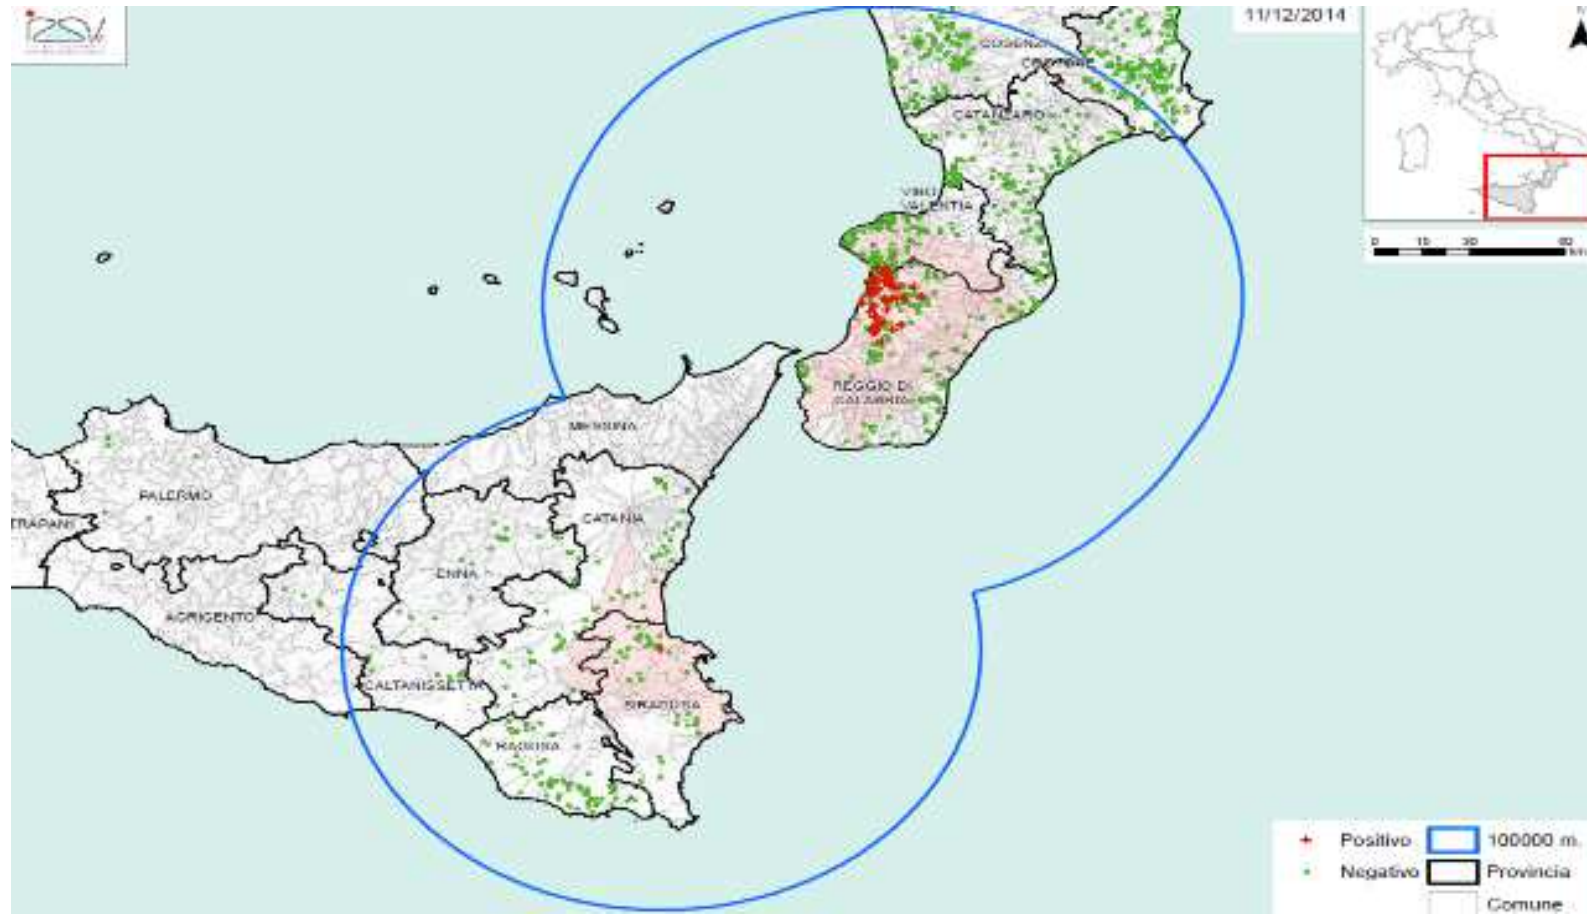 11/12/2014
COSENZA
CROTONE
CATANZARO
VIBO
VALENTIA
REGGIO DI
CALABRIA
MESSINA
PALERMO
TRAPANI
CATANIA
ENNA
AGRIGENTO
CALTANISSETTA
SIRACUSA
RAGUSA
km
Positivo
100000 m.
Negativo
Provincia
Comune